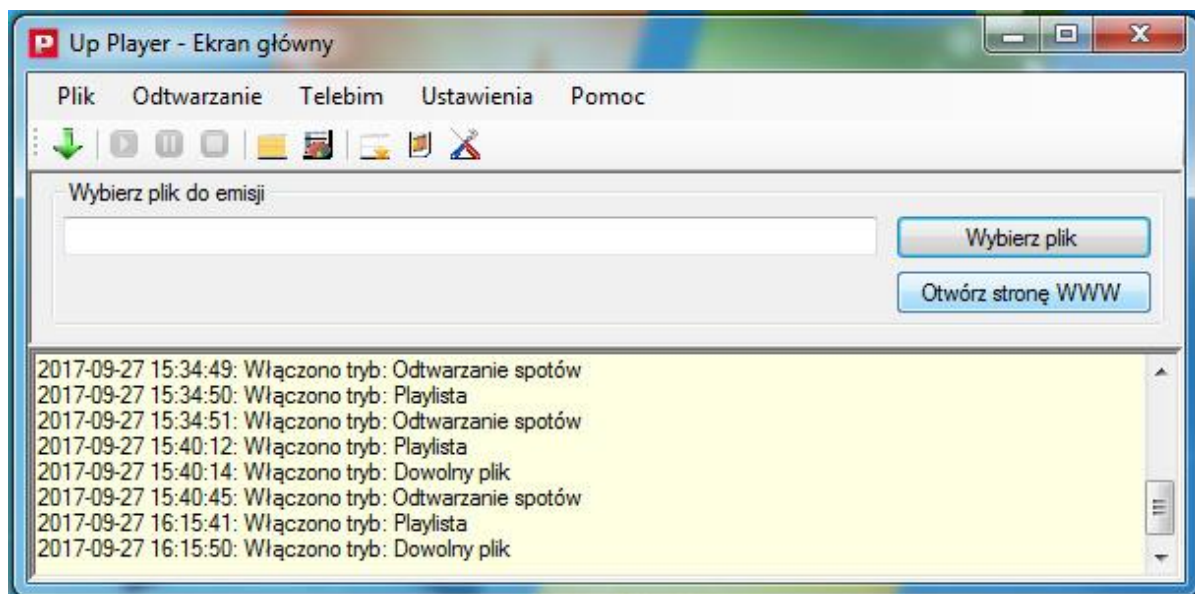 Up Player - Ekran główny
Plik Odtwarzanie Telebim Ustawienia Pomoc
Wybierz plik do emisji
Wybierz plik
Otwórz stronę WWW
2017-09-27 15:34:49: Włączono tryb: Odtwarzanie spotów
2017-09-27 15:34:50: Włączono tryb: Playlista
2017-09-27 15:34:51: Włączono tryb: Odtwarzanie spotów
2017-09-27 15:40:12: Włączono tryb: Playlista
2017-09-27 15:40:14: Włączono tryb: Dowolny plik
2017-09-27 15:40:45: Włączono tryb: Odtwarzanie spotów
2017-09-27 16:15:41: Włączono tryb: Playlista
2017-09-27 16:15:50: Włączono tryb: Dowolny plik